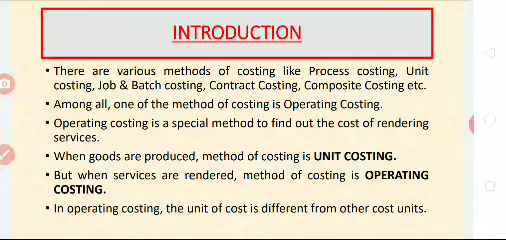 INTRODUCTION
• There are various methods of costing like Process costing, Unit
costing, Job & Batch costing, Contract Costing, Composite Costing etc.
• Among all, one of the method of costing is Operating Costing.
• Operating costing is a special method to find out the cost of rendering
services.
• When goods are produced, method of costing is UNIT COSTING.
• But when services are rendered, method of costing is OPERATING
COSTING.
• In operating costing, the unit of cost is different from other cost units.